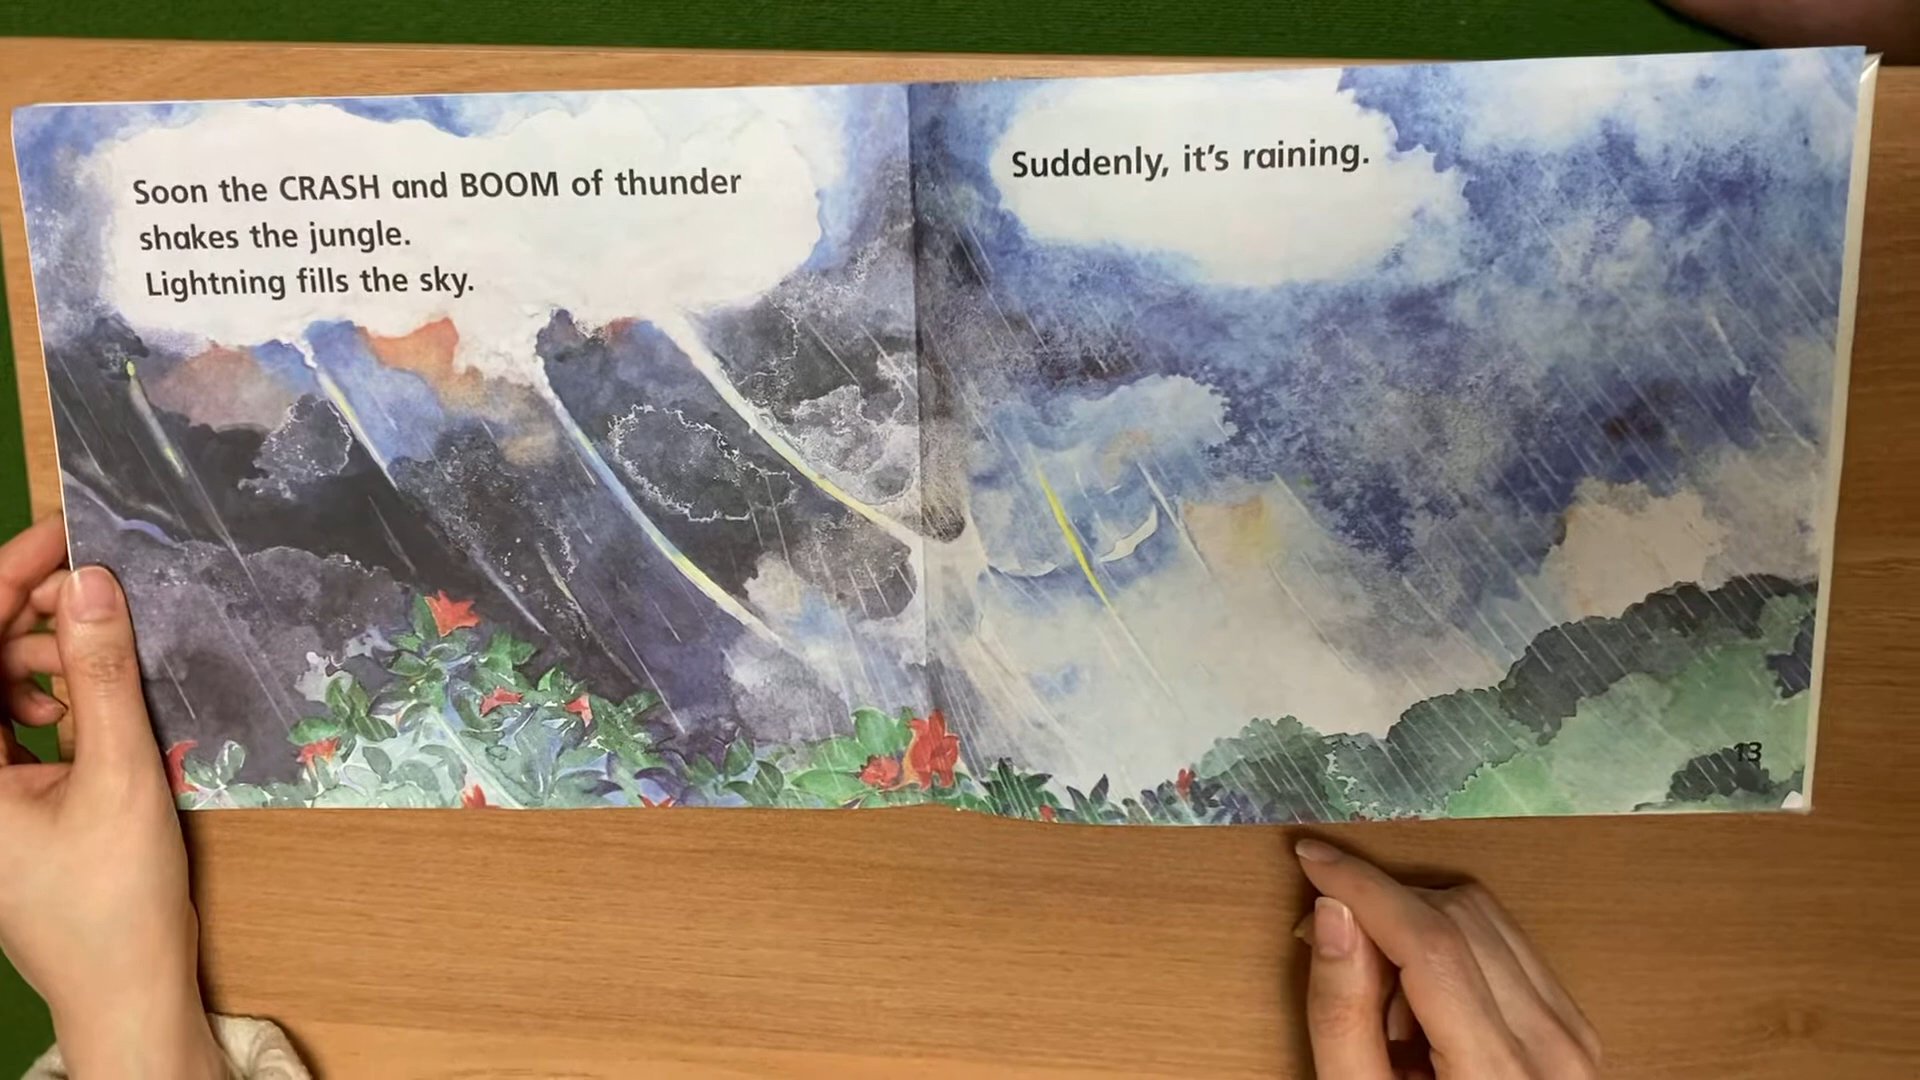 Soon the CRASH and BOOM of thunder
shakes the jungle.
Lightning fills the sky.
Suddenly, it's raining.
13